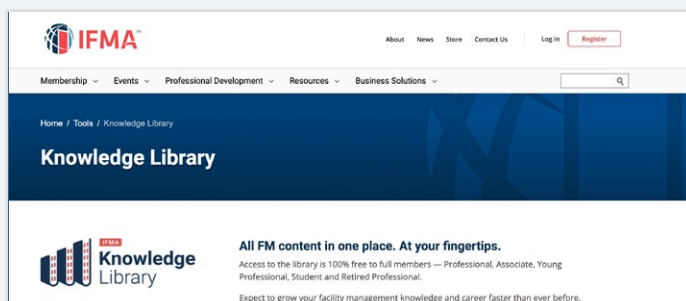 IFMA™
About News Store Contact Us Log in Register
Membership Events Professional Development Resources Business Solutions
Home / Tools / Knowledge Library
Knowledge Library
IFMA
Knowledge
Library
All FM content in one place. At your fingertips.
Access to the library is 100% free to full members — Professional, Associate, Young
Professional, Student and Retired Professional.
Expect to grow your facility management knowledge and career faster than ever before.